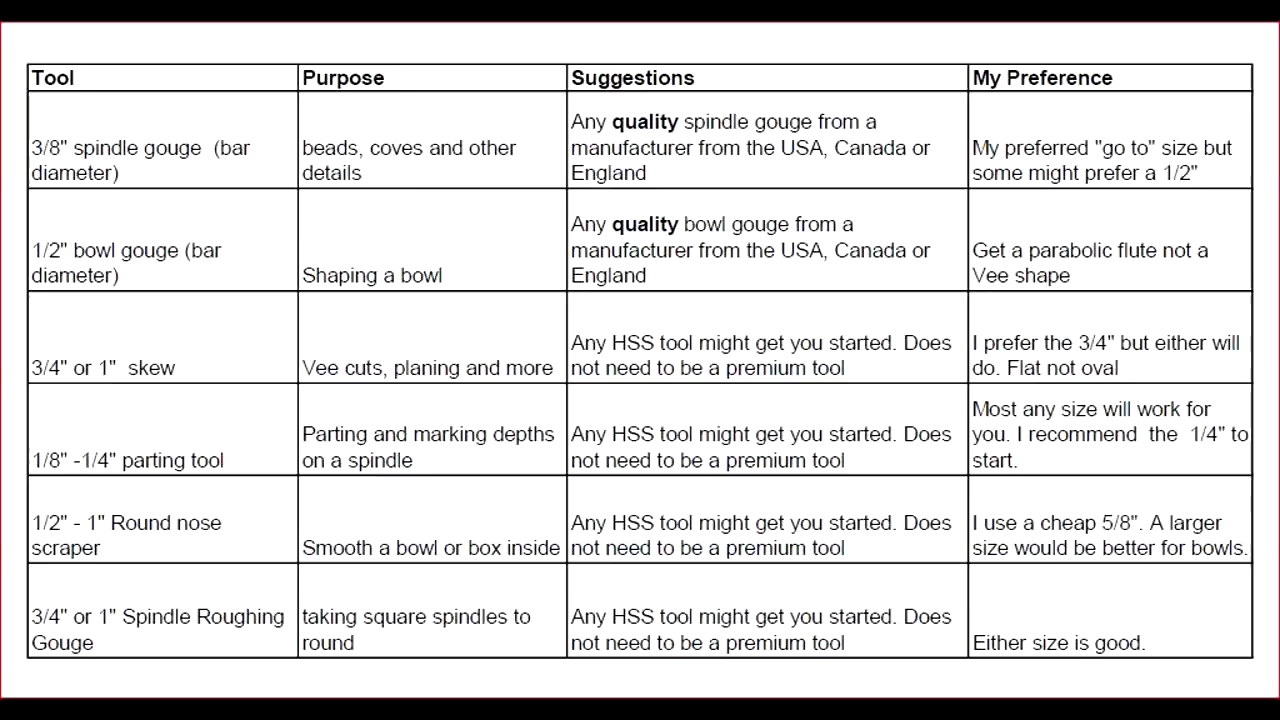 Tool Purpose Suggestions My Preference
3/8" spindle gouge  (bar
diameter)
beads, coves and other
details
Any quality spindle gouge from a
manufacturer from the USA, Canada or
England
My preferred "go to" size but
some might prefer a 1/2"
1/2" bowl gouge (bar
diameter)
Shaping a bowl
Any quality bowl gouge from a
manufacturer from the USA, Canada or
England
Get a parabolic flute not a
Vee shape
3/4" or 1"  skew
Vee cuts, planing and more
Any HSS tool might get you started. Does
not need to be a premium tool
I prefer the 3/4" but either will
do. Flat not oval
1/8" -1/4" parting tool
Parting and marking depths
on a spindle
Any HSS tool might get you started. Does
not need to be a premium tool
Most any size will work for
you. I recommend  the  1/4" to
start.
1/2" - 1" Round nose
scraper
Smooth a bowl or box inside
Any HSS tool might get you started. Does
not need to be a premium tool
I use a cheap 5/8". A larger
size would be better for bowls.
3/4" or 1" Spindle Roughing
Gouge
taking square spindles to
round
Any HSS tool might get you started. Does
not need to be a premium tool
Either size is good.